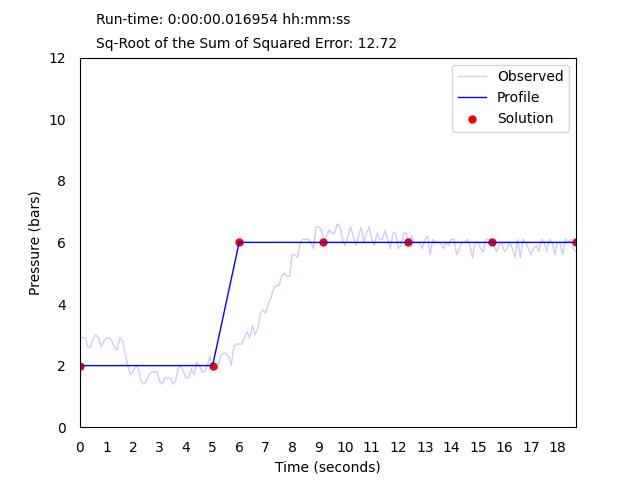 Run-time: 0:00:00.016954 hh:mm:ss
Sq-Root of the Sum of Squared Error: 12.72
Observed
Profile
Solution
12
10
8
6
4
2
0
Pressure (bars)
0 1 2 3 4 5 6 7 8 9 10 11 12 13 14 15 16 17 18
Time (seconds)